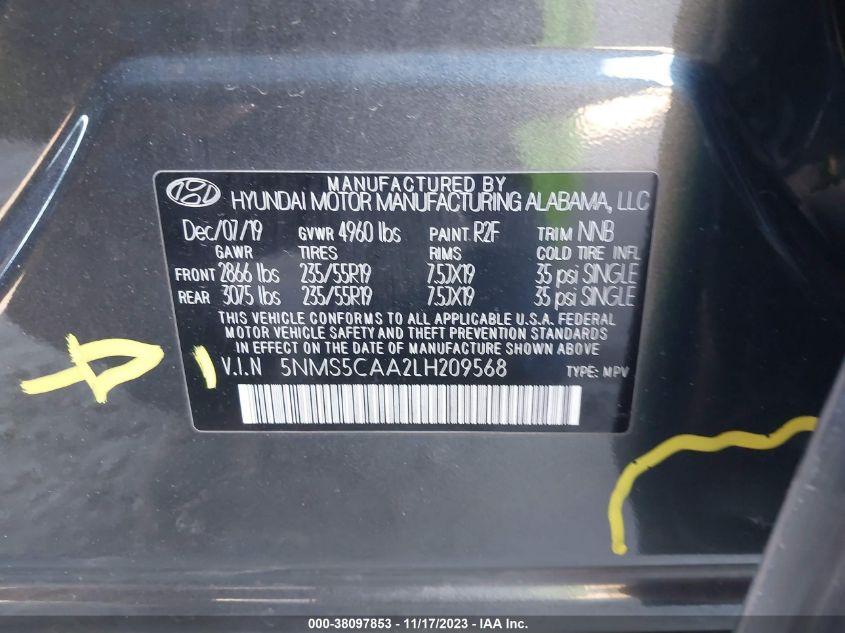 MANUFACTURED BY
HYUNDAI MOTOR MANUFACTURING ALABAMA, LLC
Dec/07/19 GVWR 4960 lbs PAINT R2F TRIM NNB
GAWR TIRES RIMS COLD TIRE INFL
FRONT 2866 lbs 235/55R19 7.5JX19 35 psi SINGLE
REAR 3075 lbs 235/55R19 7.5JX19 35 psi SINGLE
THIS VEHICLE CONFORMS TO ALL APPLICABLE U.S.A. FEDERAL
MOTOR VEHICLE SAFETY AND THEFT PREVENTION STANDARDS
IN EFFECT ON THE DATE OF MANUFACTURE SHOWN ABOVE.
V.I.N 5NMS5CAA2LH209568 TYPE: MPV
000-38097853 - 11/17/2023 - IAA Inc.